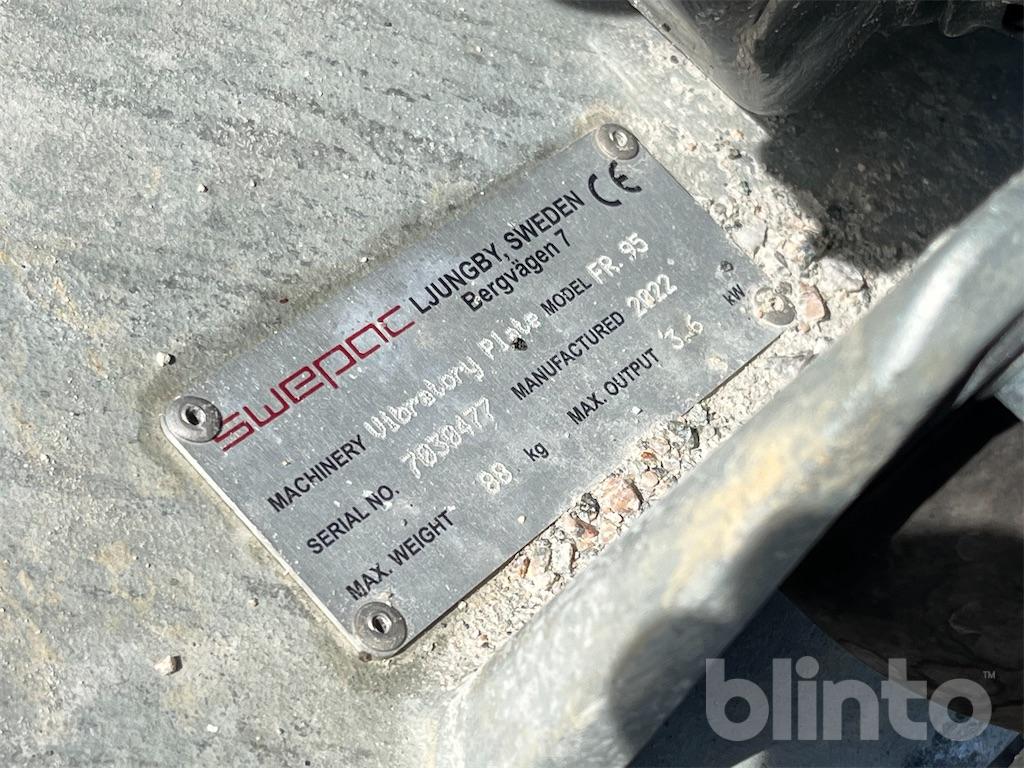 swepac LJUNGBY, SWEDEN CE
Bergvägen 7
MACHINERY Vibratory Plate MODEL FR. 95
SERIAL NO. 7030477 MANUFACTURED 2022
MAX. WEIGHT 88 kg MAX. OUTPUT 3.6 kW
blinto™